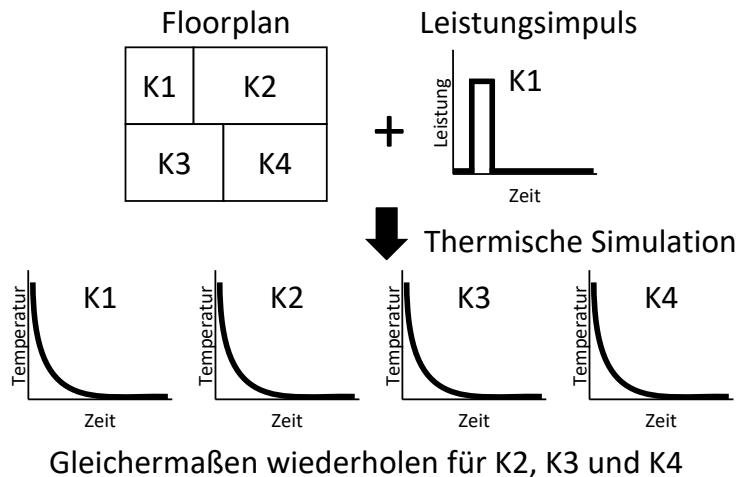 Floorplan
Leistungsimpuls
K1
K2
K3
K4
+
Leistung
K1
Zeit
Thermische Simulation
Temperatur
K1
Zeit
Temperatur
K2
Zeit
Temperatur
K3
Zeit
Temperatur
K4
Zeit
Gleichermaßen wiederholen für K2, K3 und K4